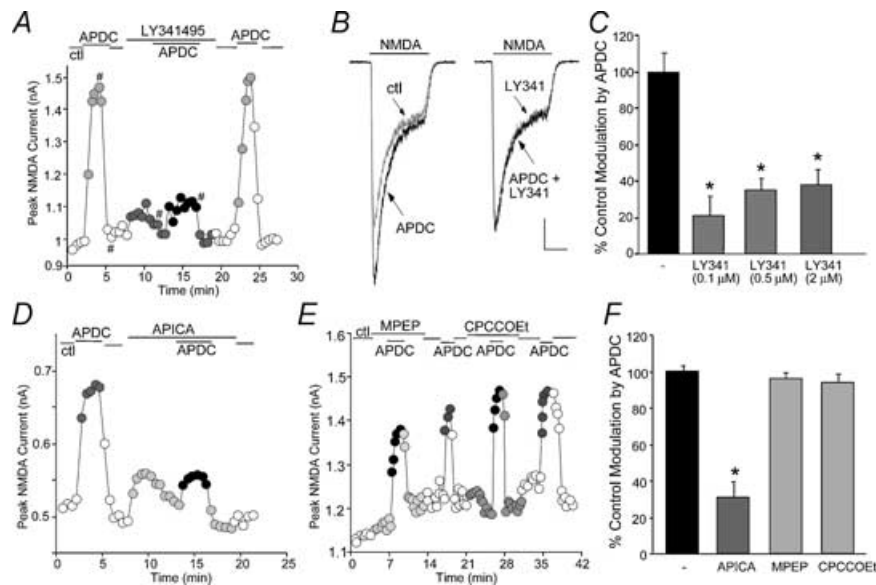 A
LY341495
APDC
APDC
APDC
ctl
Peak NMDA Current (nA)
1.5
1.4
1.3
1.2
1.1
1
0.9
#
#
#
#
0 5 10 15 20 25 30
Time (min)
B
NMDA
NMDA
ctl
LY341
APDC
APDC +
LY341
C
% Control Modulation by APDC
120
100
80
60
40
20
0
* * *
- LY341 LY341 LY341
(0.1 µM) (0.5 µM) (2 µM)
D
APDC
APICA
ctl
APDC
Peak NMDA Current (nA)
0.7
0.6
0.5
0 5 10 15 20 25
Time (min)
E
ctl MPEP CPCCOEt
APDC APDC APDC APDC
Peak NMDA Current (nA)
1.6
1.5
1.4
1.3
1.2
1.1
0 7 14 21 28 35 42
Time (min)
F
% Control Modulation by APDC
120
100
80
60
40
20
0
*
- APICA MPEP CPCCOEt